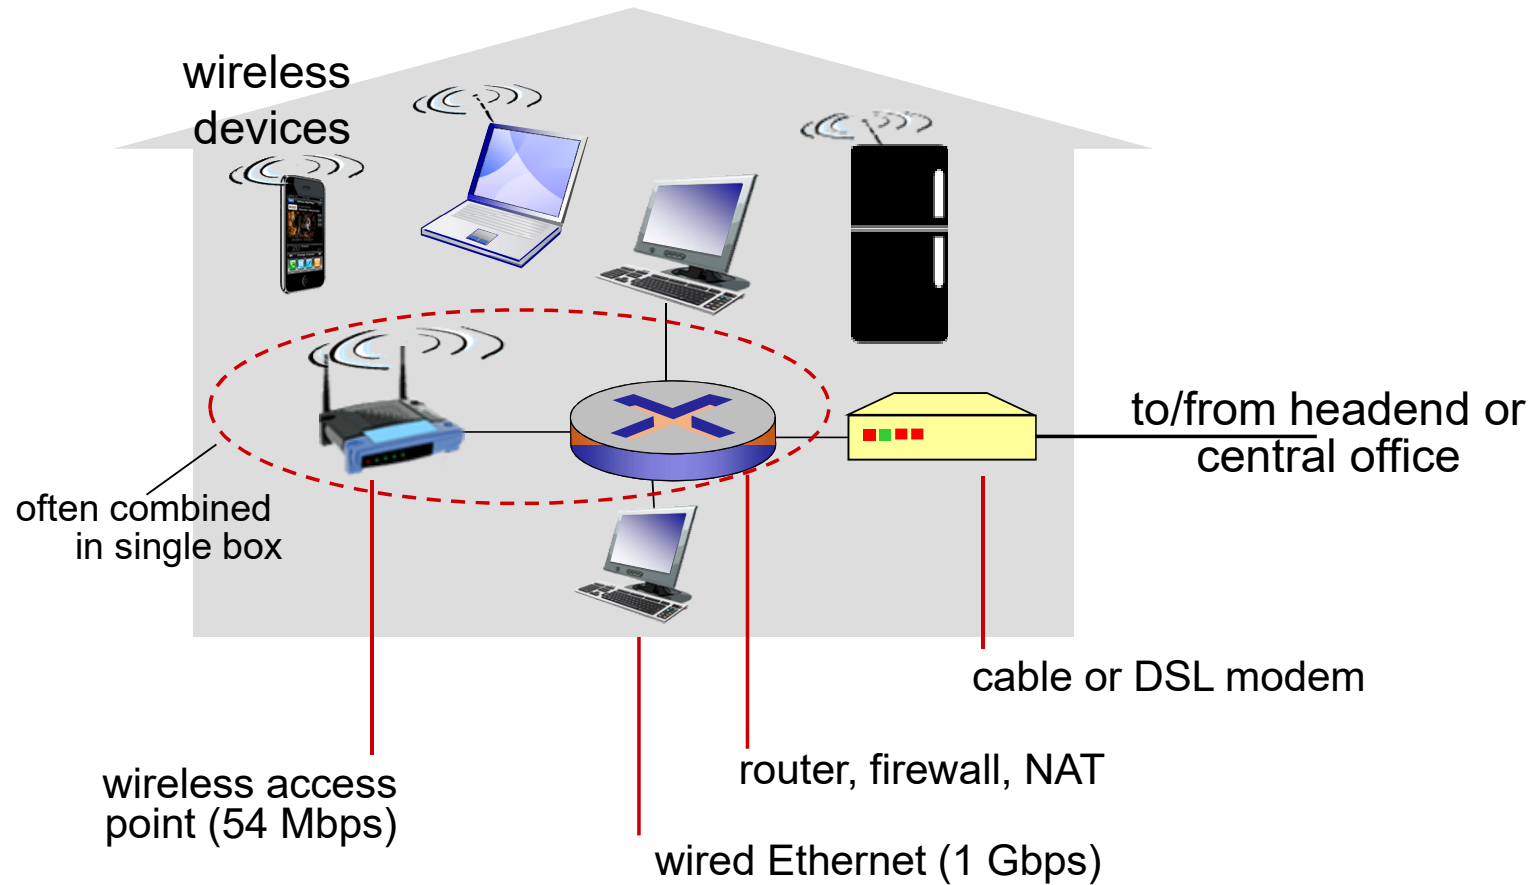 wireless
devices
to/from headend or
central office
often combined
in single box
cable or DSL modem
router, firewall, NAT
wireless access
point (54 Mbps)
wired Ethernet (1 Gbps)